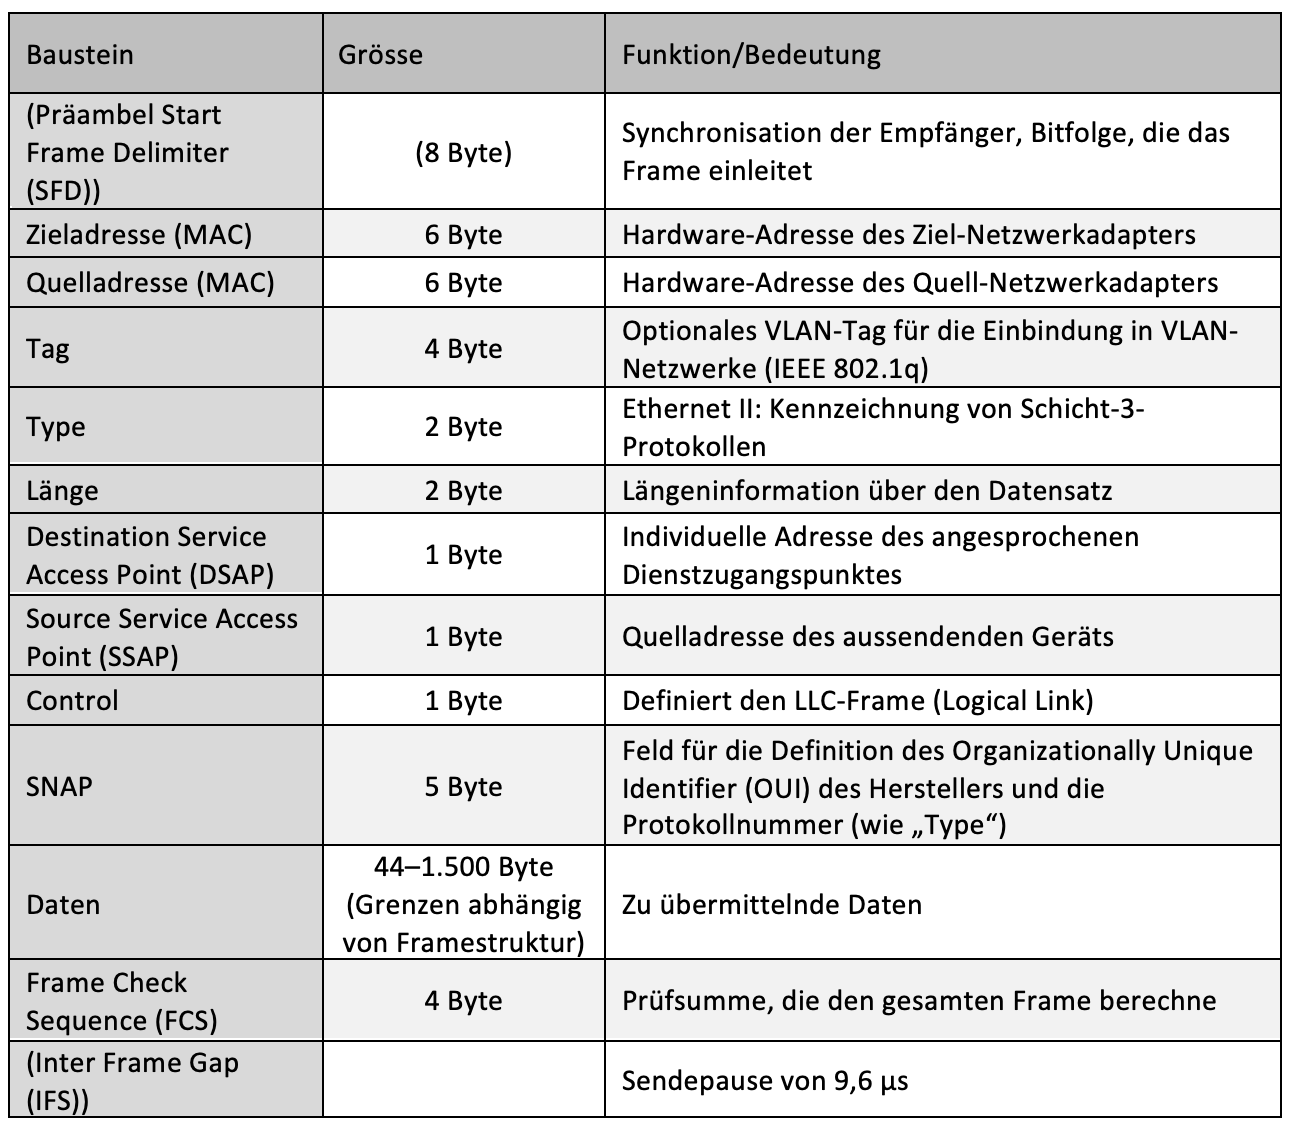 Baustein
Grösse
Funktion/Bedeutung
(Präambel Start
Frame Delimiter
(SFD))
(8 Byte)
Synchronisation der Empfänger, Bitfolge, die das
Frame einleitet
Zieladresse (MAC)
6 Byte
Hardware-Adresse des Ziel-Netzwerkadapters
Quelladresse (MAC)
6 Byte
Hardware-Adresse des Quell-Netzwerkadapters
Tag
4 Byte
Optionales VLAN-Tag für die Einbindung in VLAN-
Netzwerke (IEEE 802.1q)
Type
2 Byte
Ethernet II: Kennzeichnung von Schicht-3-
Protokollen
Länge
2 Byte
Längeninformation über den Datensatz
Destination Service
Access Point (DSAP)
1 Byte
Individuelle Adresse des angesprochenen
Dienstzugangspunktes
Source Service Access
Point (SSAP)
1 Byte
Quelladresse des aussendenden Geräts
Control
1 Byte
Definiert den LLC-Frame (Logical Link)
SNAP
5 Byte
Feld für die Definition des Organizationally Unique
Identifier (OUI) des Herstellers und die
Protokollnummer (wie „Type“)
Daten
44–1.500 Byte
(Grenzen abhängig
von Framestruktur)
Zu übermittelnde Daten
Frame Check
Sequence (FCS)
4 Byte
Prüfsumme, die den gesamten Frame berechne
(Inter Frame Gap
(IFS))
Sendepause von 9,6 µs